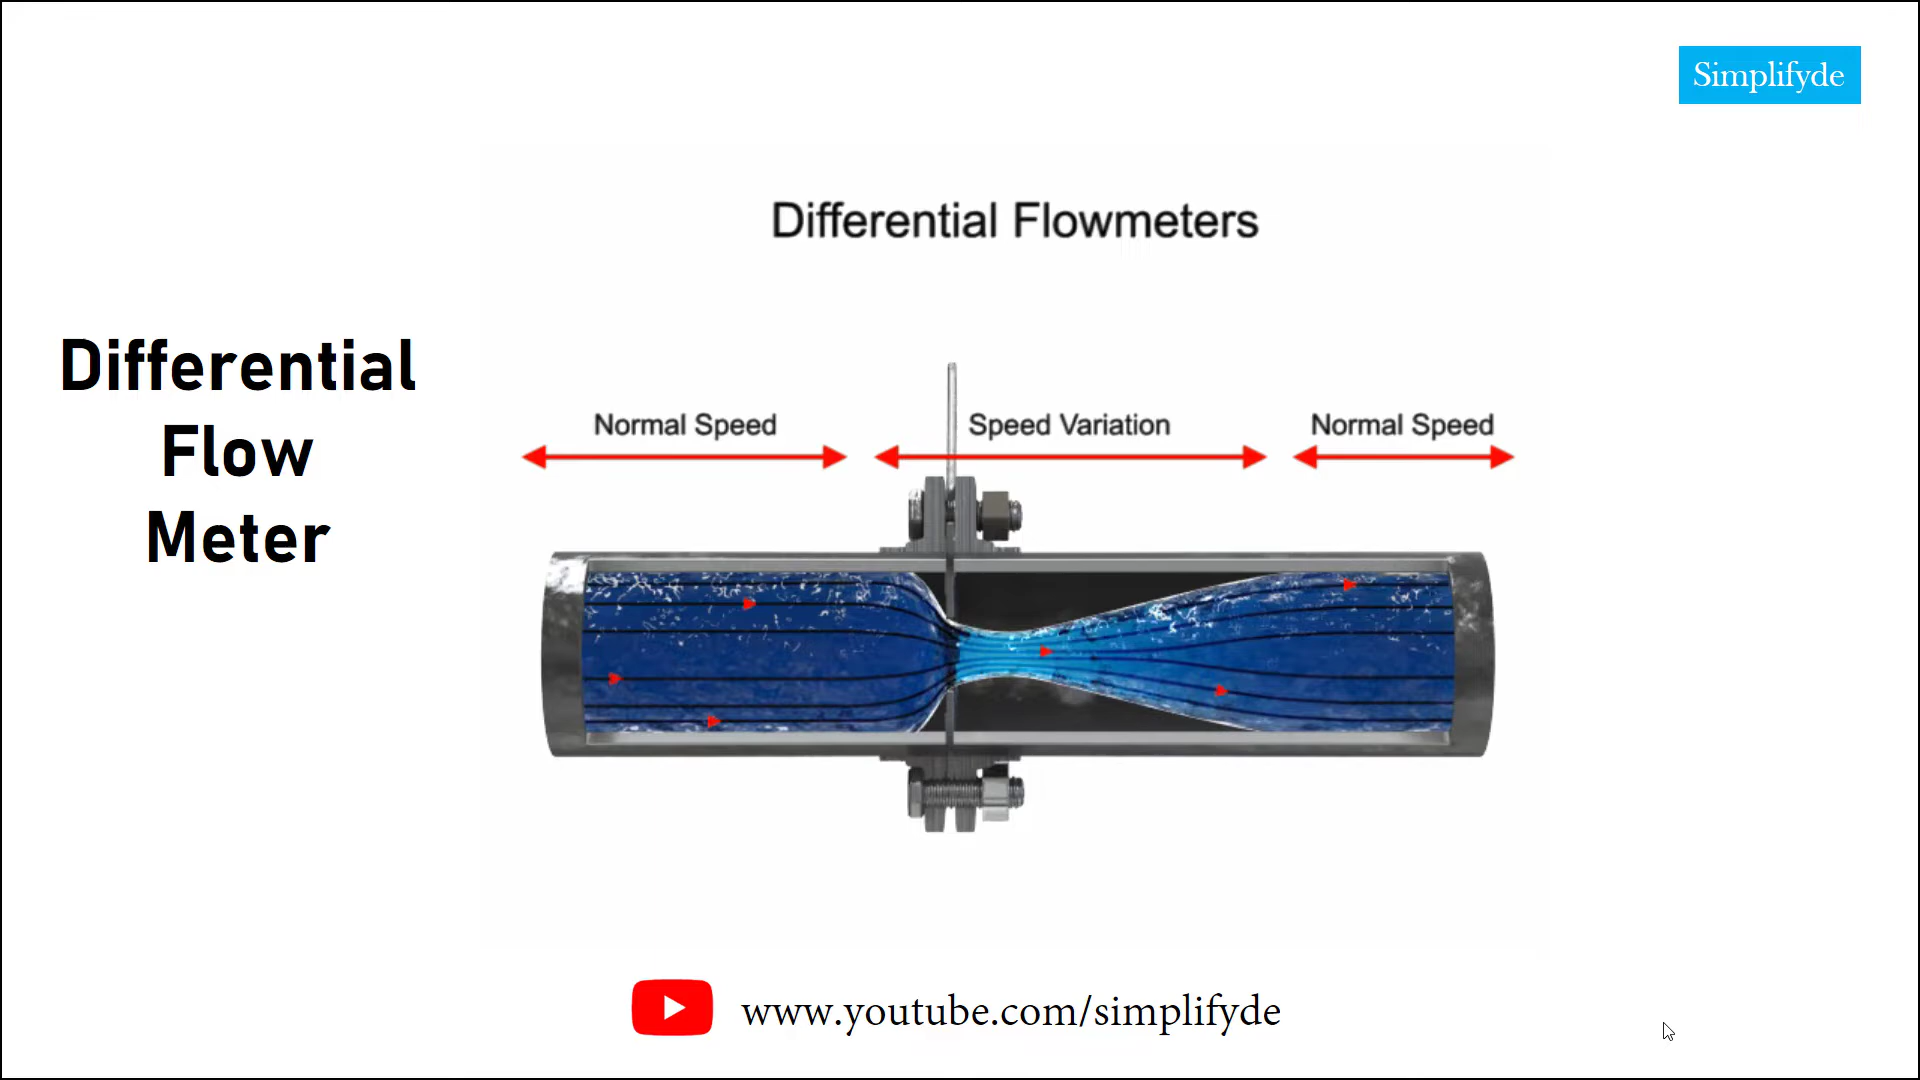 Simplifyde
Differential Flowmeters
Differential
Flow
Meter
Normal Speed
Speed Variation
Normal Speed
www.youtube.com/simplifyde